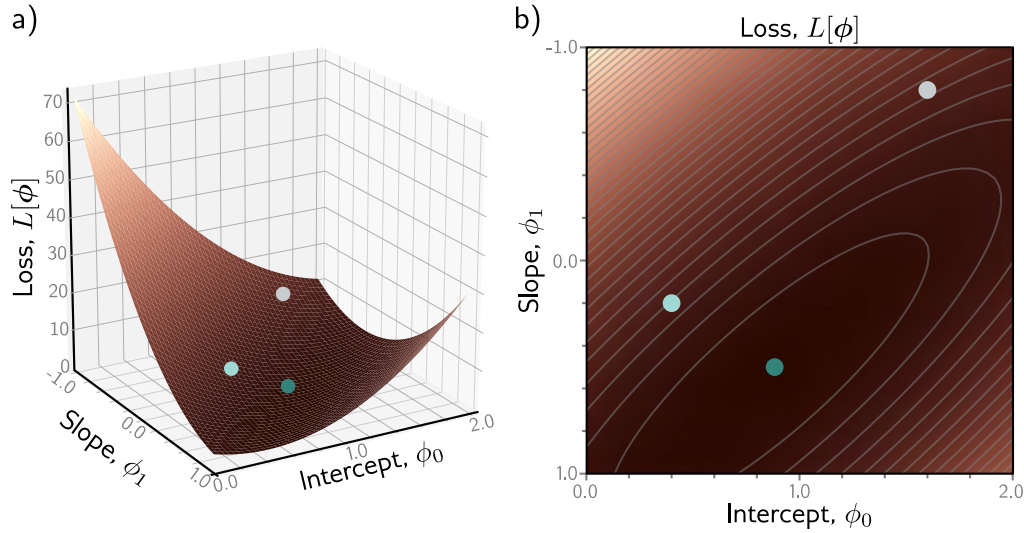 a)
70
60
50
40
30
20
10
0
Loss, L[ϕ]
-1.0
0.0
1.0
Slope, ϕ₁
0.0
1.0
2.0
Intercept, ϕ₀
b)
Loss, L[ϕ]
-1.0
0.0
1.0
Slope, ϕ₁
0.0
1.0
2.0
Intercept, ϕ₀